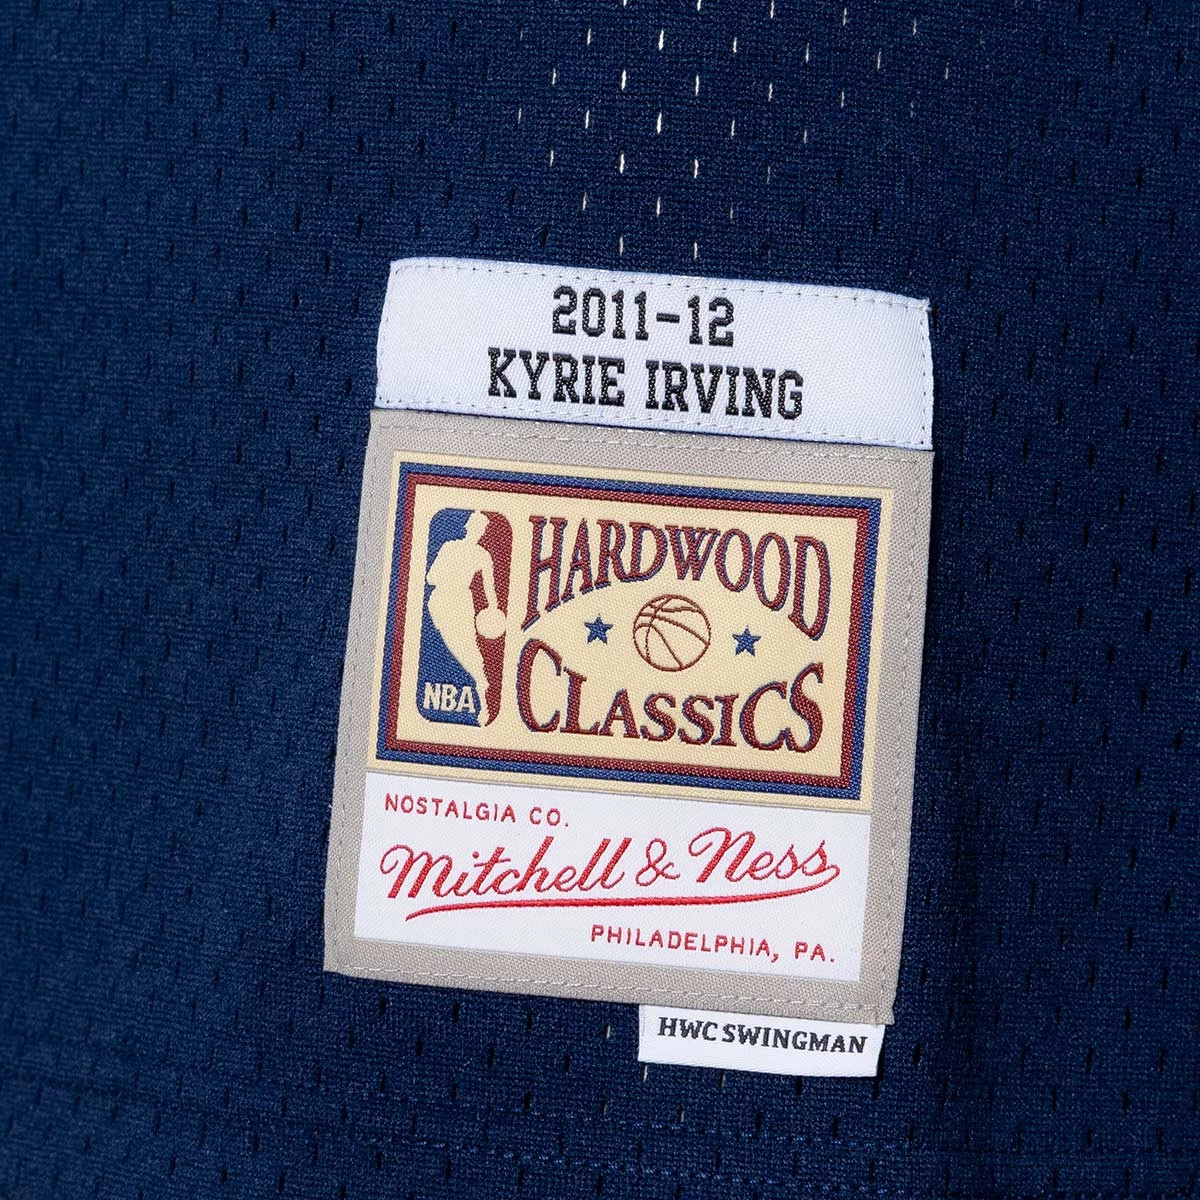 2011-12
KYRIE IRVING
HARDWOOD
CLASSICS
NBA
NOSTALGIA CO.
Mitchell & Ness
PHILADELPHIA, PA.
HWC SWINGMAN